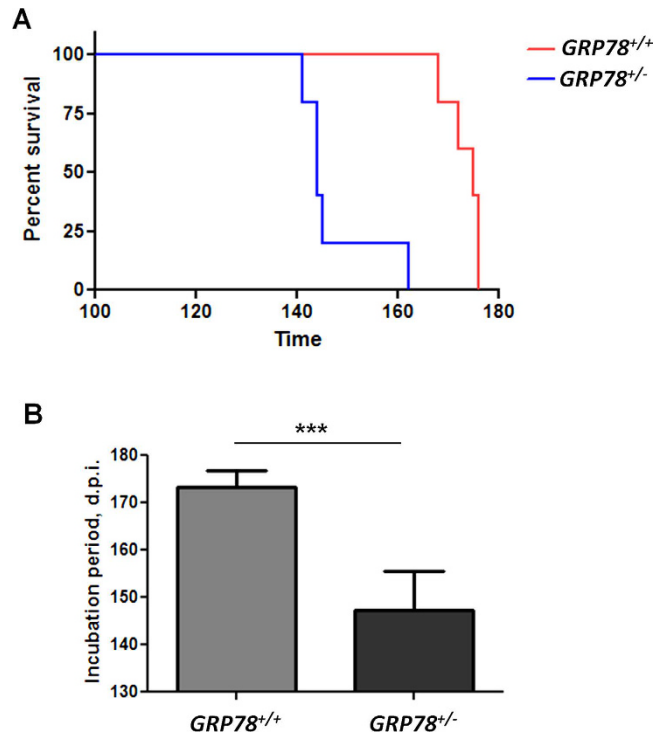 A
GRP78+/+
GRP78+/-
Percent survival
100
75
50
25
0
100 120 140 160 180
Time
B
***
Incubation period, d.p.i.
180
170
160
150
140
130
GRP78+/+ GRP78+/-